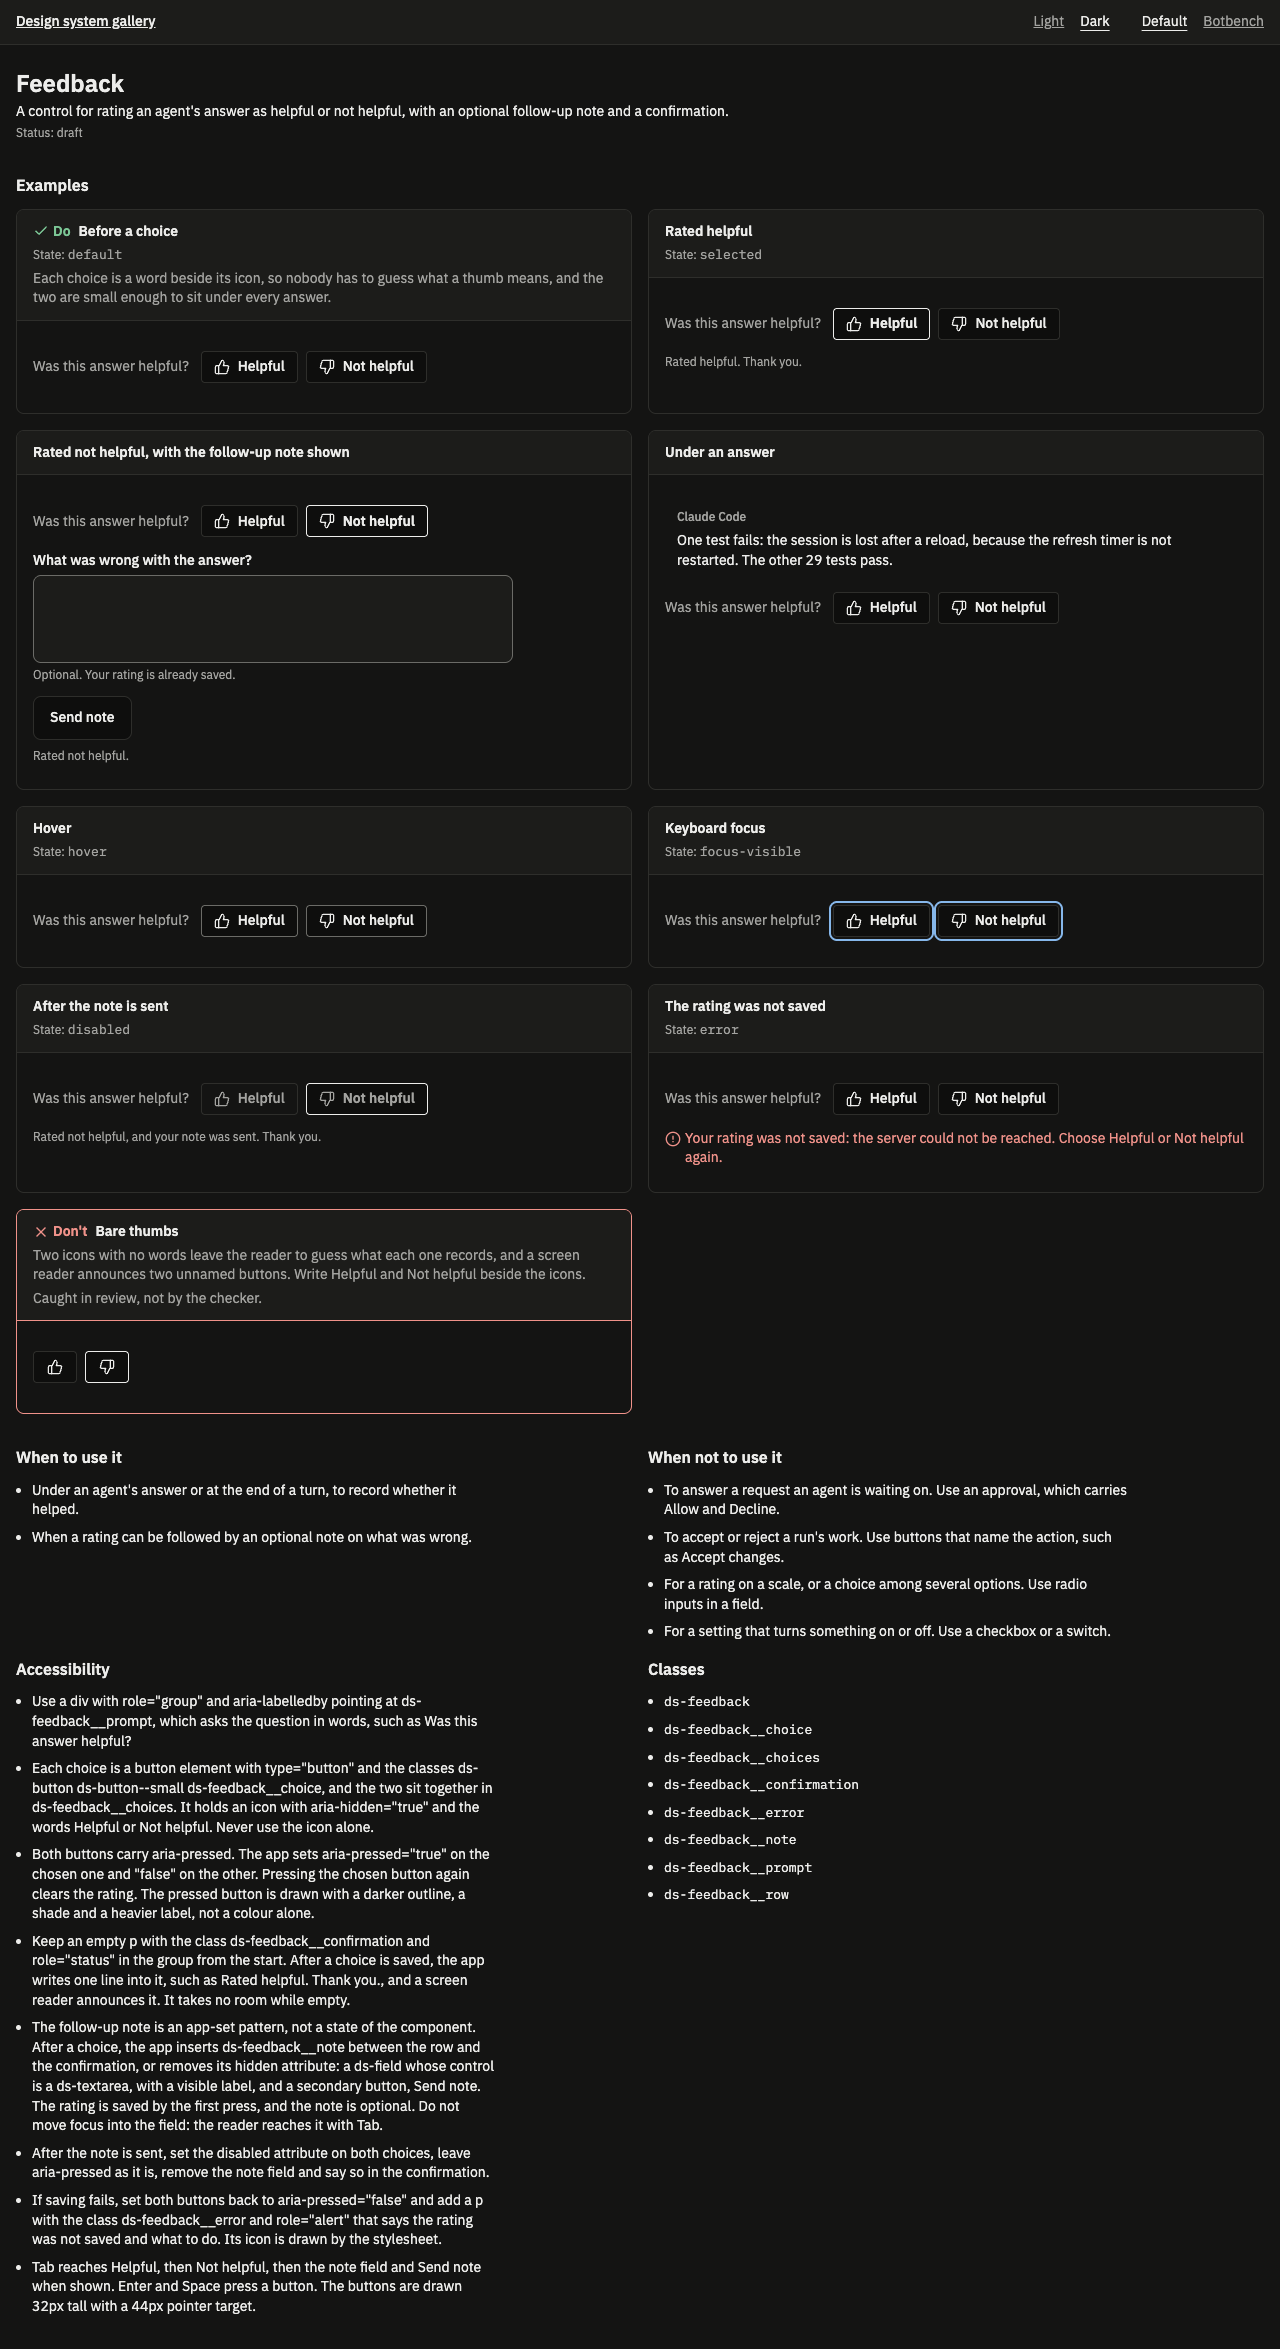 Design system gallery
Light Dark Default Botbench
Feedback
A control for rating an agent's answer as helpful or not helpful, with an optional follow-up note and a confirmation.
Status: draft
Examples
Do Before a choice
State: default
Each choice is a word beside its icon, so nobody has to guess what a thumb means, and the
two are small enough to sit under every answer.
Was this answer helpful? Helpful Not helpful
Rated helpful
State: selected
Was this answer helpful? Helpful Not helpful
Rated helpful. Thank you.
Rated not helpful, with the follow-up note shown
Was this answer helpful? Helpful Not helpful
What was wrong with the answer?
Optional. Your rating is already saved.
Send note
Rated not helpful.
Under an answer
Claude Code
One test fails: the session is lost after a reload, because the refresh timer is not
restarted. The other 29 tests pass.
Was this answer helpful? Helpful Not helpful
Hover
State: hover
Was this answer helpful? Helpful Not helpful
Keyboard focus
State: focus-visible
Was this answer helpful? Helpful Not helpful
After the note is sent
State: disabled
Was this answer helpful? Helpful Not helpful
Rated not helpful, and your note was sent. Thank you.
The rating was not saved
State: error
Was this answer helpful? Helpful Not helpful
Your rating was not saved: the server could not be reached. Choose Helpful or Not helpful
again.
Don't Bare thumbs
Two icons with no words leave the reader to guess what each one records, and a screen
reader announces two unnamed buttons. Write Helpful and Not helpful beside the icons.
Caught in review, not by the checker.
When to use it
• Under an agent's answer or at the end of a turn, to record whether it
helped.
• When a rating can be followed by an optional note on what was wrong.
When not to use it
• To answer a request an agent is waiting on. Use an approval, which carries
Allow and Decline.
• To accept or reject a run's work. Use buttons that name the action, such
as Accept changes.
• For a rating on a scale, or a choice among several options. Use radio
inputs in a field.
• For a setting that turns something on or off. Use a checkbox or a switch.
Accessibility
• Use a div with role="group" and aria-labelledby pointing at ds-
feedback__prompt, which asks the question in words, such as Was this
answer helpful?
• Each choice is a button element with type="button" and the classes ds-
button ds-button--small ds-feedback__choice, and the two sit together in
ds-feedback__choices. It holds an icon with aria-hidden="true" and the
words Helpful or Not helpful. Never use the icon alone.
• Both buttons carry aria-pressed. The app sets aria-pressed="true" on the
chosen one and "false" on the other. Pressing the chosen button again
clears the rating. The pressed button is drawn with a darker outline, a
shade and a heavier label, not a colour alone.
• Keep an empty p with the class ds-feedback__confirmation and
role="status" in the group from the start. After a choice is saved, the app
writes one line into it, such as Rated helpful. Thank you., and a screen
reader announces it. It takes no room while empty.
• The follow-up note is an app-set pattern, not a state of the component.
After a choice, the app inserts ds-feedback__note between the row and
the confirmation, or removes its hidden attribute: a ds-field whose control
is a ds-textarea, with a visible label, and a secondary button, Send note.
The rating is saved by the first press, and the note is optional. Do not
move focus into the field: the reader reaches it with Tab.
• After the note is sent, set the disabled attribute on both choices, leave
aria-pressed as it is, remove the note field and say so in the confirmation.
• If saving fails, set both buttons back to aria-pressed="false" and add a p
with the class ds-feedback__error and role="alert" that says the rating
was not saved and what to do. Its icon is drawn by the stylesheet.
• Tab reaches Helpful, then Not helpful, then the note field and Send note
when shown. Enter and Space press a button. The buttons are drawn
32px tall with a 44px pointer target.
Classes
• ds-feedback
• ds-feedback__choice
• ds-feedback__choices
• ds-feedback__confirmation
• ds-feedback__error
• ds-feedback__note
• ds-feedback__prompt
• ds-feedback__row